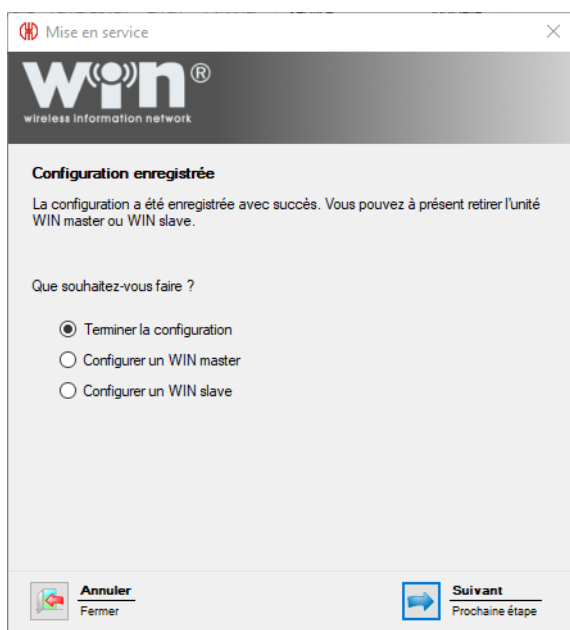 Mise en service
WIN®
wireless information network
Configuration enregistrée
La configuration a été enregistrée avec succès. Vous pouvez à présent retirer l'unité
WIN master ou WIN slave.
Que souhaitez-vous faire ?
Terminer la configuration
Configurer un WIN master
Configurer un WIN slave
Annuler
Fermer
Suivant
Prochaine étape